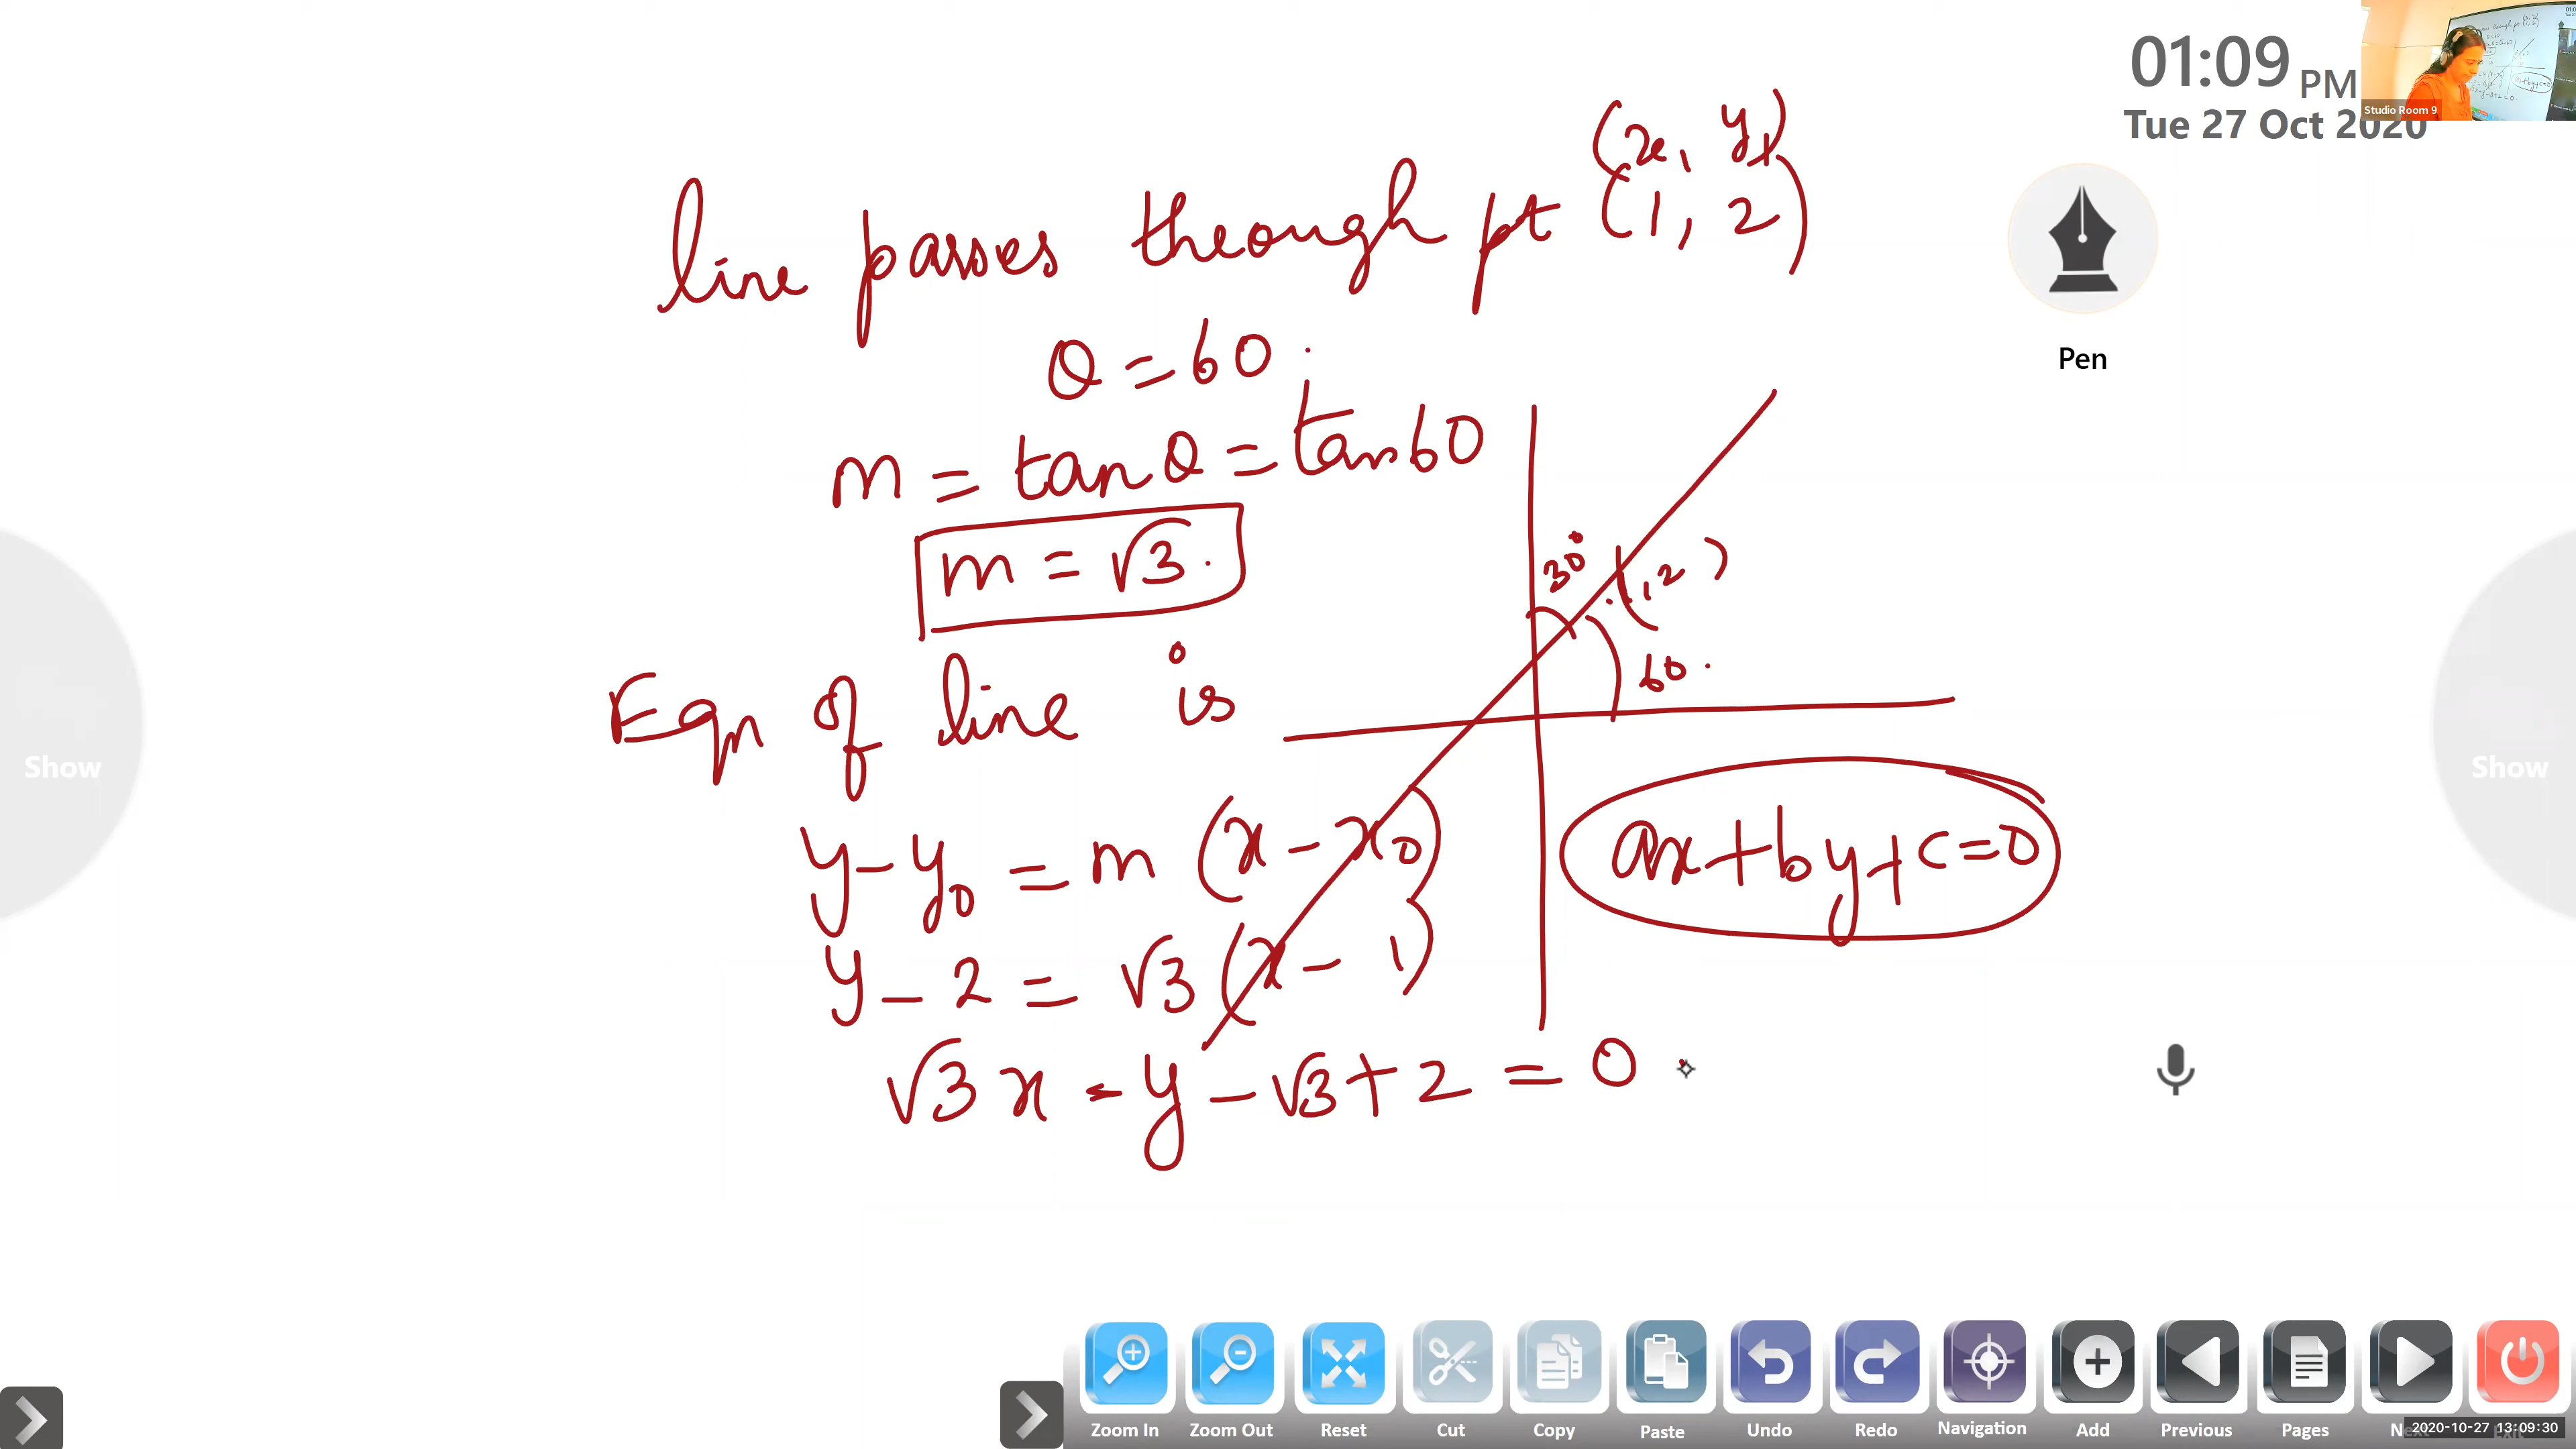 01:09 PM
Tue 27 Oct 2020
Studio Room 9
Pen
(x, y)
line passes through pt (1, 2)
θ = 60.
m = tan θ = tan 60
m = √3.
30°
(1, 2)
60.
Eqn of line is
Show
Show
y - y₀ = m (x - x₀)
ax + by + c = 0
y - 2 = √3 (x - 1)
√3 x - y - √3 + 2 = 0
Zoom In Zoom Out Reset Cut Copy Paste Undo Redo Navigation Add Previous Pages
2020-10-27 13:09:30